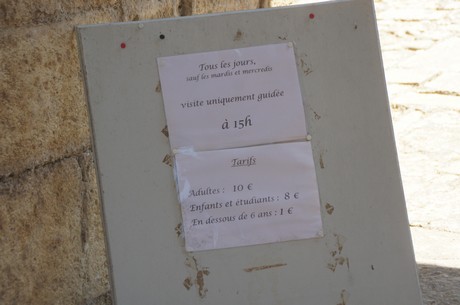 Tous les jours,
sauf les mardis et mercredis
visite uniquement guidée
à 15h
Tarifs
Adultes : 10 €
Enfants et étudiants : 8 €
En dessous de 6 ans : 1 €